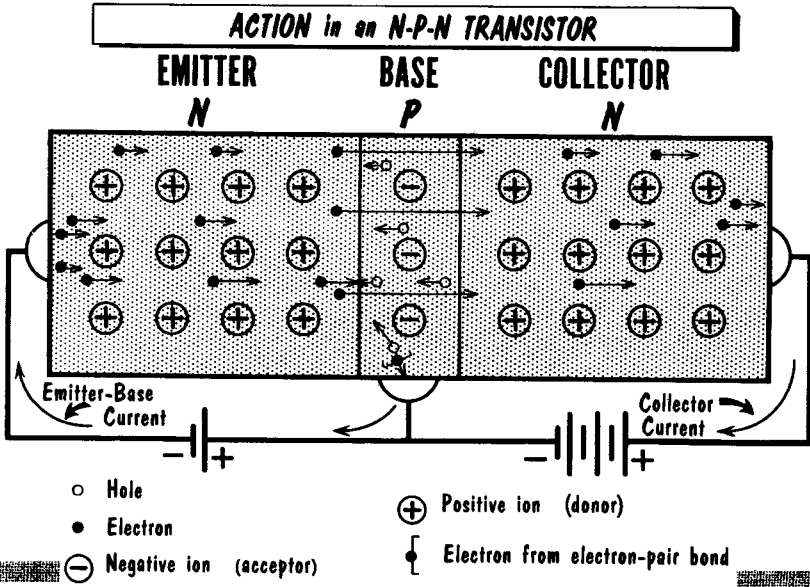 ACTION in an N-P-N TRANSISTOR
EMITTER BASE COLLECTOR
N P N
Emitter-Base
Current
Collector
Current
− + − +
Hole
Electron
Negative ion (acceptor)
Positive ion (donor)
Electron from electron-pair bond